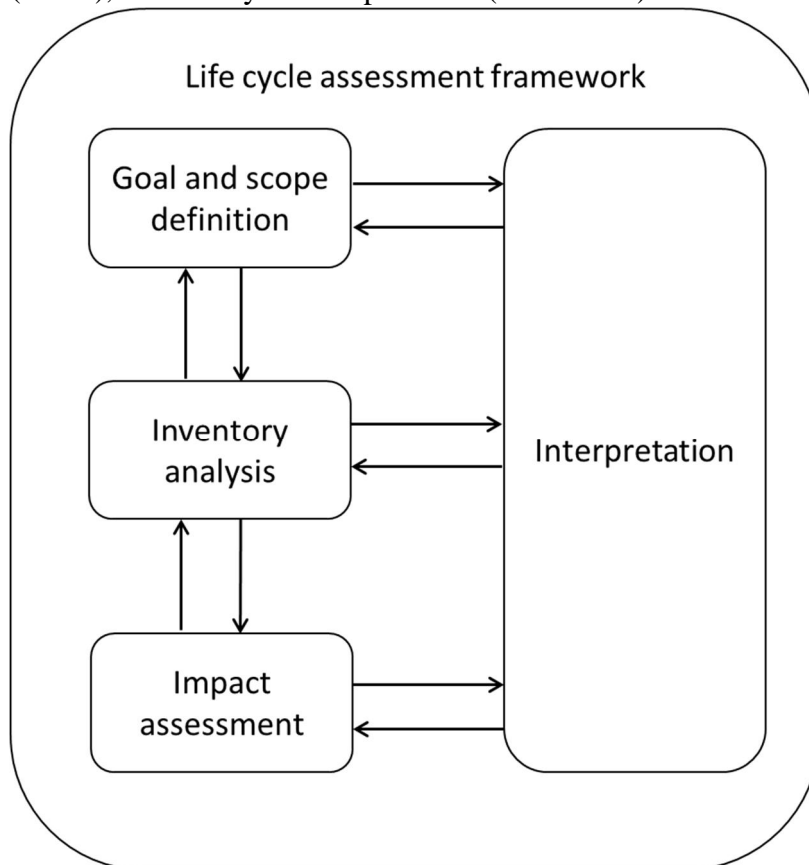 Life cycle assessment framework
Goal and scope
definition
Inventory
analysis
Interpretation
Impact
assessment